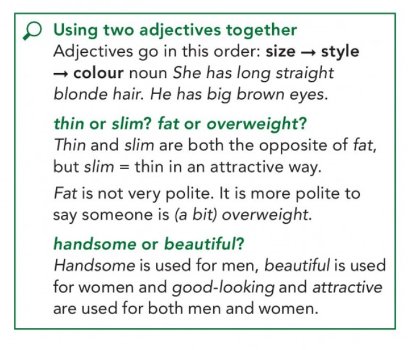 Using two adjectives together
Adjectives go in this order: size → style
→ colour noun She has long straight
blonde hair. He has big brown eyes.
thin or slim? fat or overweight?
Thin and slim are both the opposite of fat,
but slim = thin in an attractive way.
Fat is not very polite. It is more polite to
say someone is (a bit) overweight.
handsome or beautiful?
Handsome is used for men, beautiful is used
for women and good-looking and attractive
are used for both men and women.